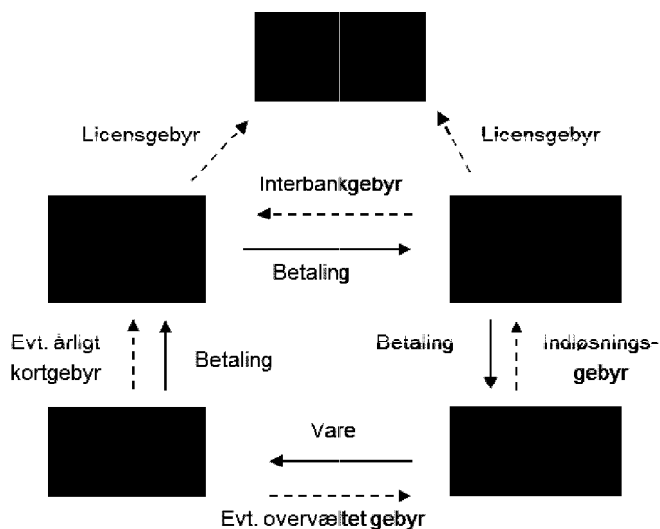 Licensgebyr
Licensgebyr
Interbankgebyr
Betaling
Evt. årligt
kortgebyr
Betaling
Betaling
Indløsnings-
gebyr
Vare
Evt. overvæltet gebyr